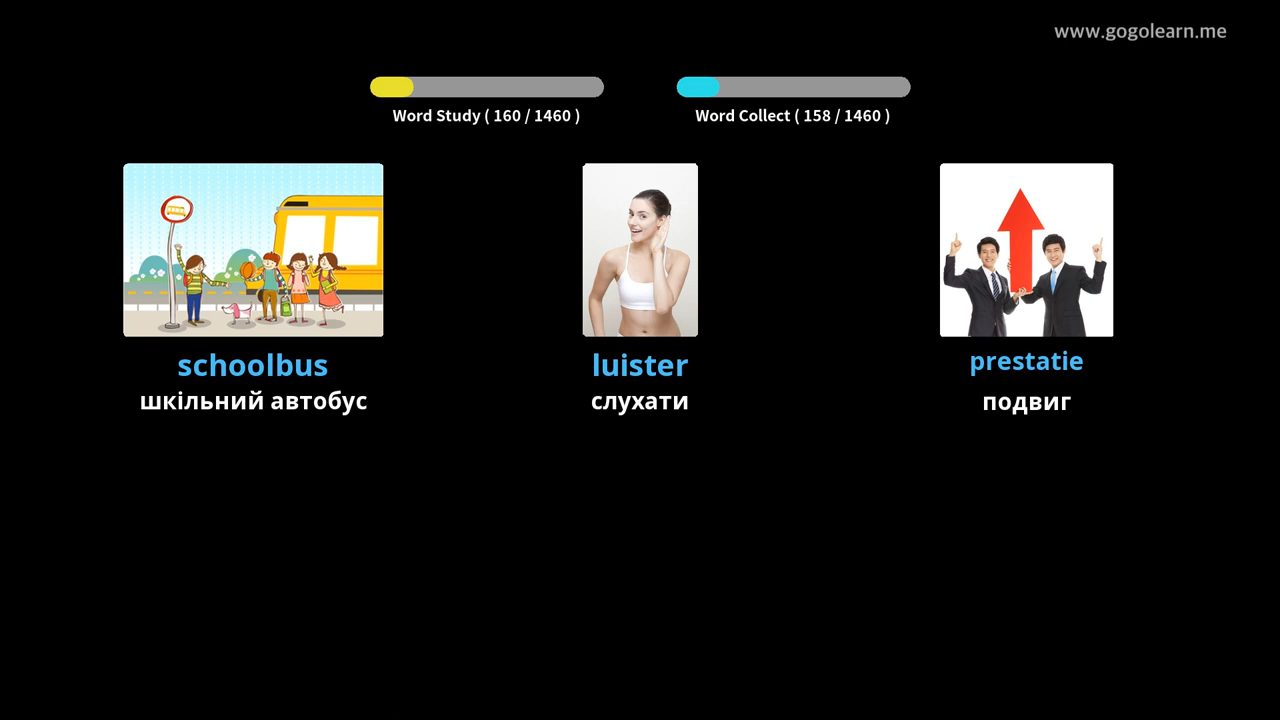 www.gogolearn.me
Word Study ( 160 / 1460 )
Word Collect ( 158 / 1460 )
schoolbus
шкільний автобус
luister
слухати
prestatie
подвиг